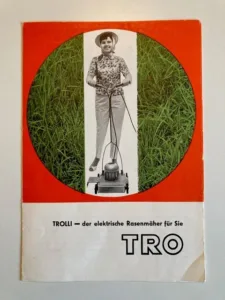 TROLLI — der elektrische Rasenmäher für Sie
TRO